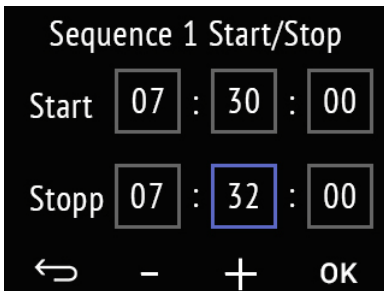 Sequence 1 Start/Stop
Start 07 : 30 : 00
Stopp 07 : 32 : 00
- + OK